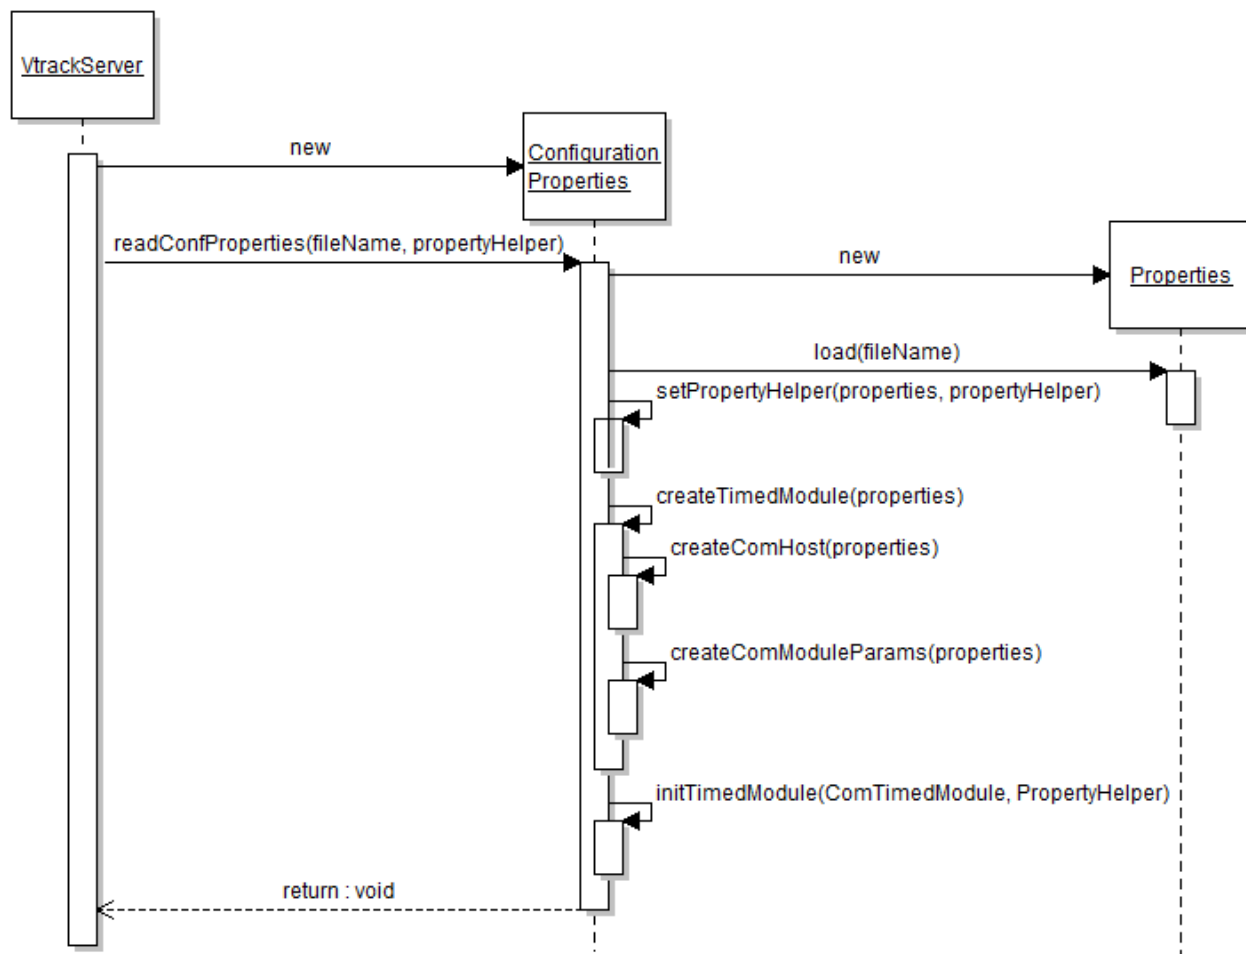 VtrackServer
new
Configuration
Properties
readConfProperties(fileName, propertyHelper)
new
Properties
load(fileName)
setPropertyHelper(properties, propertyHelper)
createTimedModule(properties)
createComHost(properties)
createComModuleParams(properties)
initTimedModule(ComTimedModule, PropertyHelper)
return : void